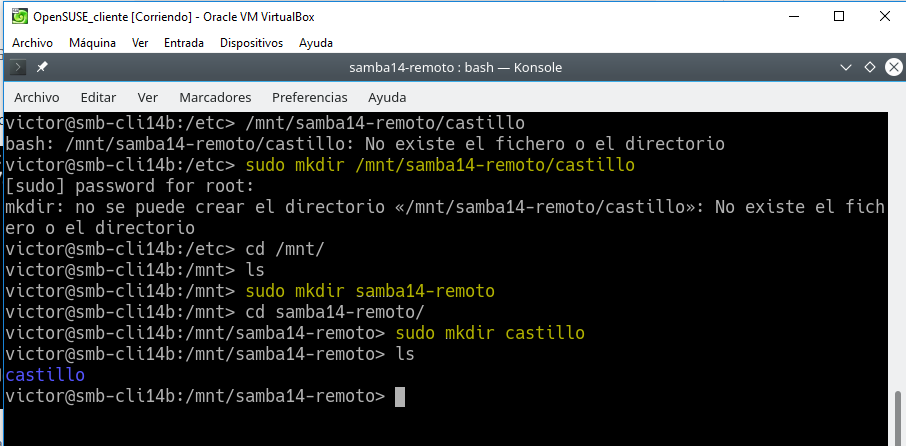 OpenSUSE_cliente [Corriendo] - Oracle VM VirtualBox
Archivo Máquina Ver Entrada Dispositivos Ayuda
samba14-remoto : bash — Konsole
Archivo Editar Ver Marcadores Preferencias Ayuda
victor@smb-cli14b:/etc> /mnt/samba14-remoto/castillo
bash: /mnt/samba14-remoto/castillo: No existe el fichero o el directorio
victor@smb-cli14b:/etc> sudo mkdir /mnt/samba14-remoto/castillo
[sudo] password for root:
mkdir: no se puede crear el directorio «/mnt/samba14-remoto/castillo»: No existe el fich
ero o el directorio
victor@smb-cli14b:/etc> cd /mnt/
victor@smb-cli14b:/mnt> ls
victor@smb-cli14b:/mnt> sudo mkdir samba14-remoto
victor@smb-cli14b:/mnt> cd samba14-remoto/
victor@smb-cli14b:/mnt/samba14-remoto> sudo mkdir castillo
victor@smb-cli14b:/mnt/samba14-remoto> ls
castillo
victor@smb-cli14b:/mnt/samba14-remoto>